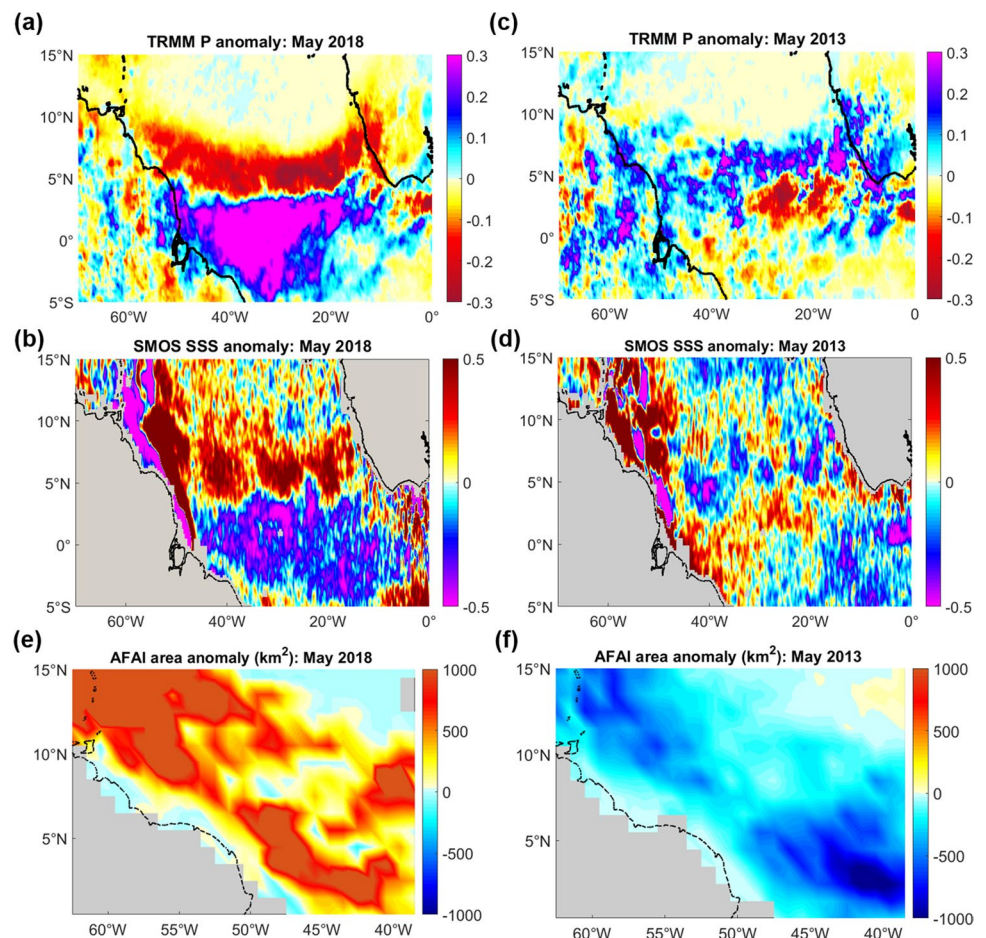 (a)
TRMM P anomaly: May 2018
15°N
10°N
5°N
0°
5°S
60°W 40°W 20°W 0°
0.3
0.2
0.1
0
-0.1
-0.2
-0.3
(c)
TRMM P anomaly: May 2013
15°N
10°N
5°N
0°
5°S
60°W 40°W 20°W 0°
0.3
0.2
0.1
0
-0.1
-0.2
-0.3
(b)
SMOS SSS anomaly: May 2018
15°N
10°N
5°N
0°
5°S
60°W 40°W 20°W 0°
0.5
0
-0.5
(d)
SMOS SSS anomaly: May 2013
15°N
10°N
5°N
0°
5°S
60°W 40°W 20°W 0°
0.5
0
-0.5
(e)
AFAI area anomaly (km²): May 2018
15°N
10°N
5°N
60°W 55°W 50°W 45°W 40°W
1000
500
0
-500
-1000
(f)
AFAI area anomaly (km²): May 2013
15°N
10°N
5°N
60°W 55°W 50°W 45°W 40°W
1000
500
0
-500
-1000